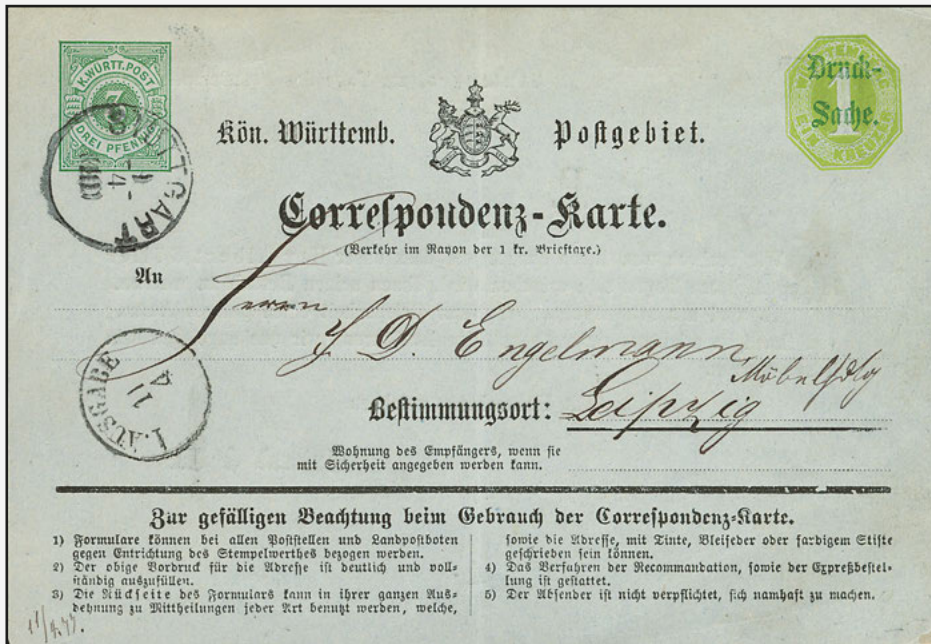 K. WÜRTT. POST
3
DREI PFENNIG
WÜRTTEMBERG
1
EIN KREUZER
Druck-
Sache.
STUTTGART
Kön. Württemb. Postgebiet.
Correspondenz-Karte.
(Verkehr im Rayon der 1 kr. Brieftaxe.)
An
Herrn
J. D. Engelmann
Leipzig
I. AUSGABE
11
4
Bestimmungsort:
Wohnung des Empfängers, wenn sie
mit Sicherheit angegeben werden kann.
Zur gefälligen Beachtung beim Gebrauch der Correspondenz-Karte.
1) Formulare können bei allen Poststellen und Landpostboten
gegen Entrichtung des Stempelwerthes bezogen werden.
2) Der obige Vordruck für die Adresse ist deutlich und voll-
ständig auszufüllen.
3) Die Rückseite des Formulars kann in ihrer ganzen Aus-
dehnung zu Mittheilungen jeder Art benutzt werden, welche,
sowie die Adresse, mit Tinte, Bleifeder oder farbigem Stifte
geschrieben sein können.
4) Das Verfahren der Recommandation, sowie der Expreßbestel-
lung ist gestattet.
5) Der Absender ist nicht verpflichtet, sich namhaft zu machen.